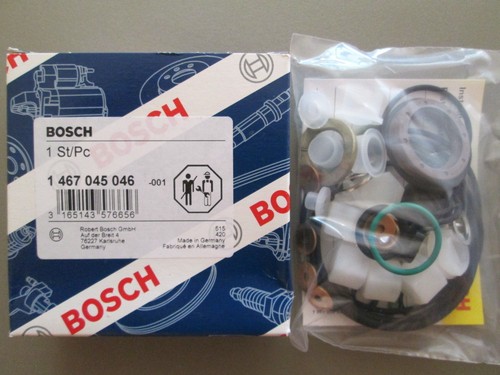 BOSCH
BOSCH
1 St/Pc
1 467 045 046 -001
3 165143 576656
Robert Bosch GmbH
Auf der Breit 4
76227 Karlsruhe
Germany
515
420
Made in Germany
Fabriqué en Allemagne
BOSCH
BOSCH